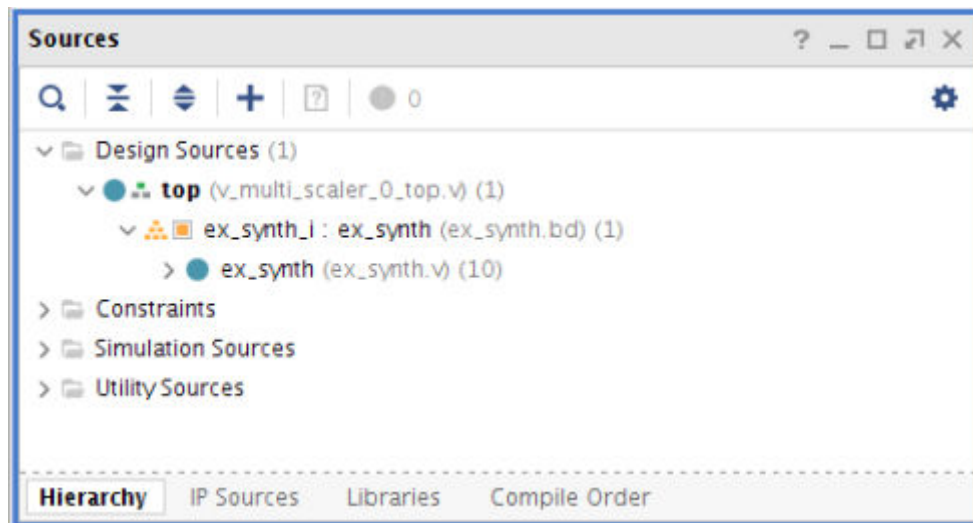 Sources
0
Design Sources (1)
top (v_multi_scaler_0_top.v) (1)
ex_synth_i : ex_synth (ex_synth.bd) (1)
ex_synth (ex_synth.v) (10)
Constraints
Simulation Sources
Utility Sources
Hierarchy IP Sources Libraries Compile Order